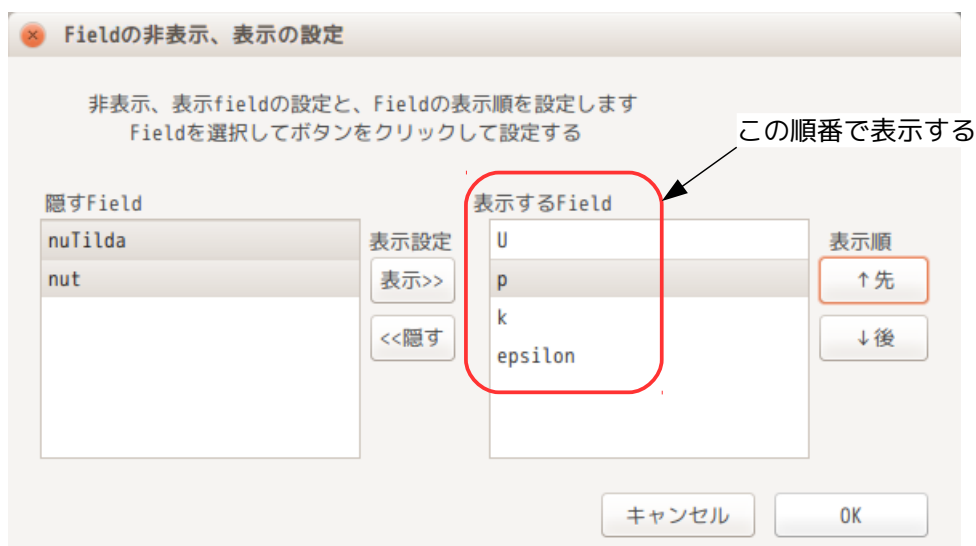 Fieldの非表示、表示の設定
非表示、表示fieldの設定と、Fieldの表示順を設定します
Fieldを選択してボタンをクリックして設定する
この順番で表示する
隠すField
nuTilda
nut
表示設定
表示>>
<<隠す
表示するField
U
p
k
epsilon
表示順
↑先
↓後
キャンセル
OK